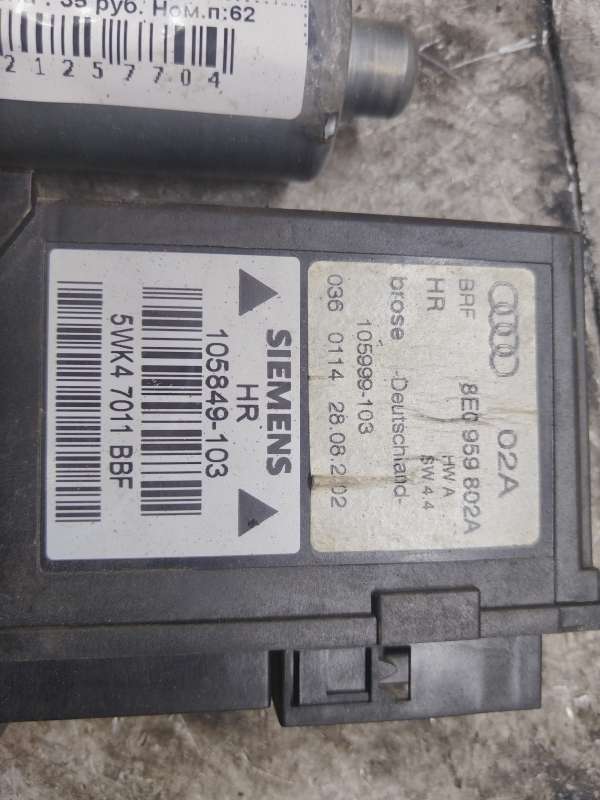 35 руб. Ном.п:62
21257704
SIEMENS
HR
105849-103
5WK4 7011 BBF
02A
8E0 959 802A
BRF HW A
HR SW 4.4
brose -Deutschland-
105999-103
036 0114 28.08.2002